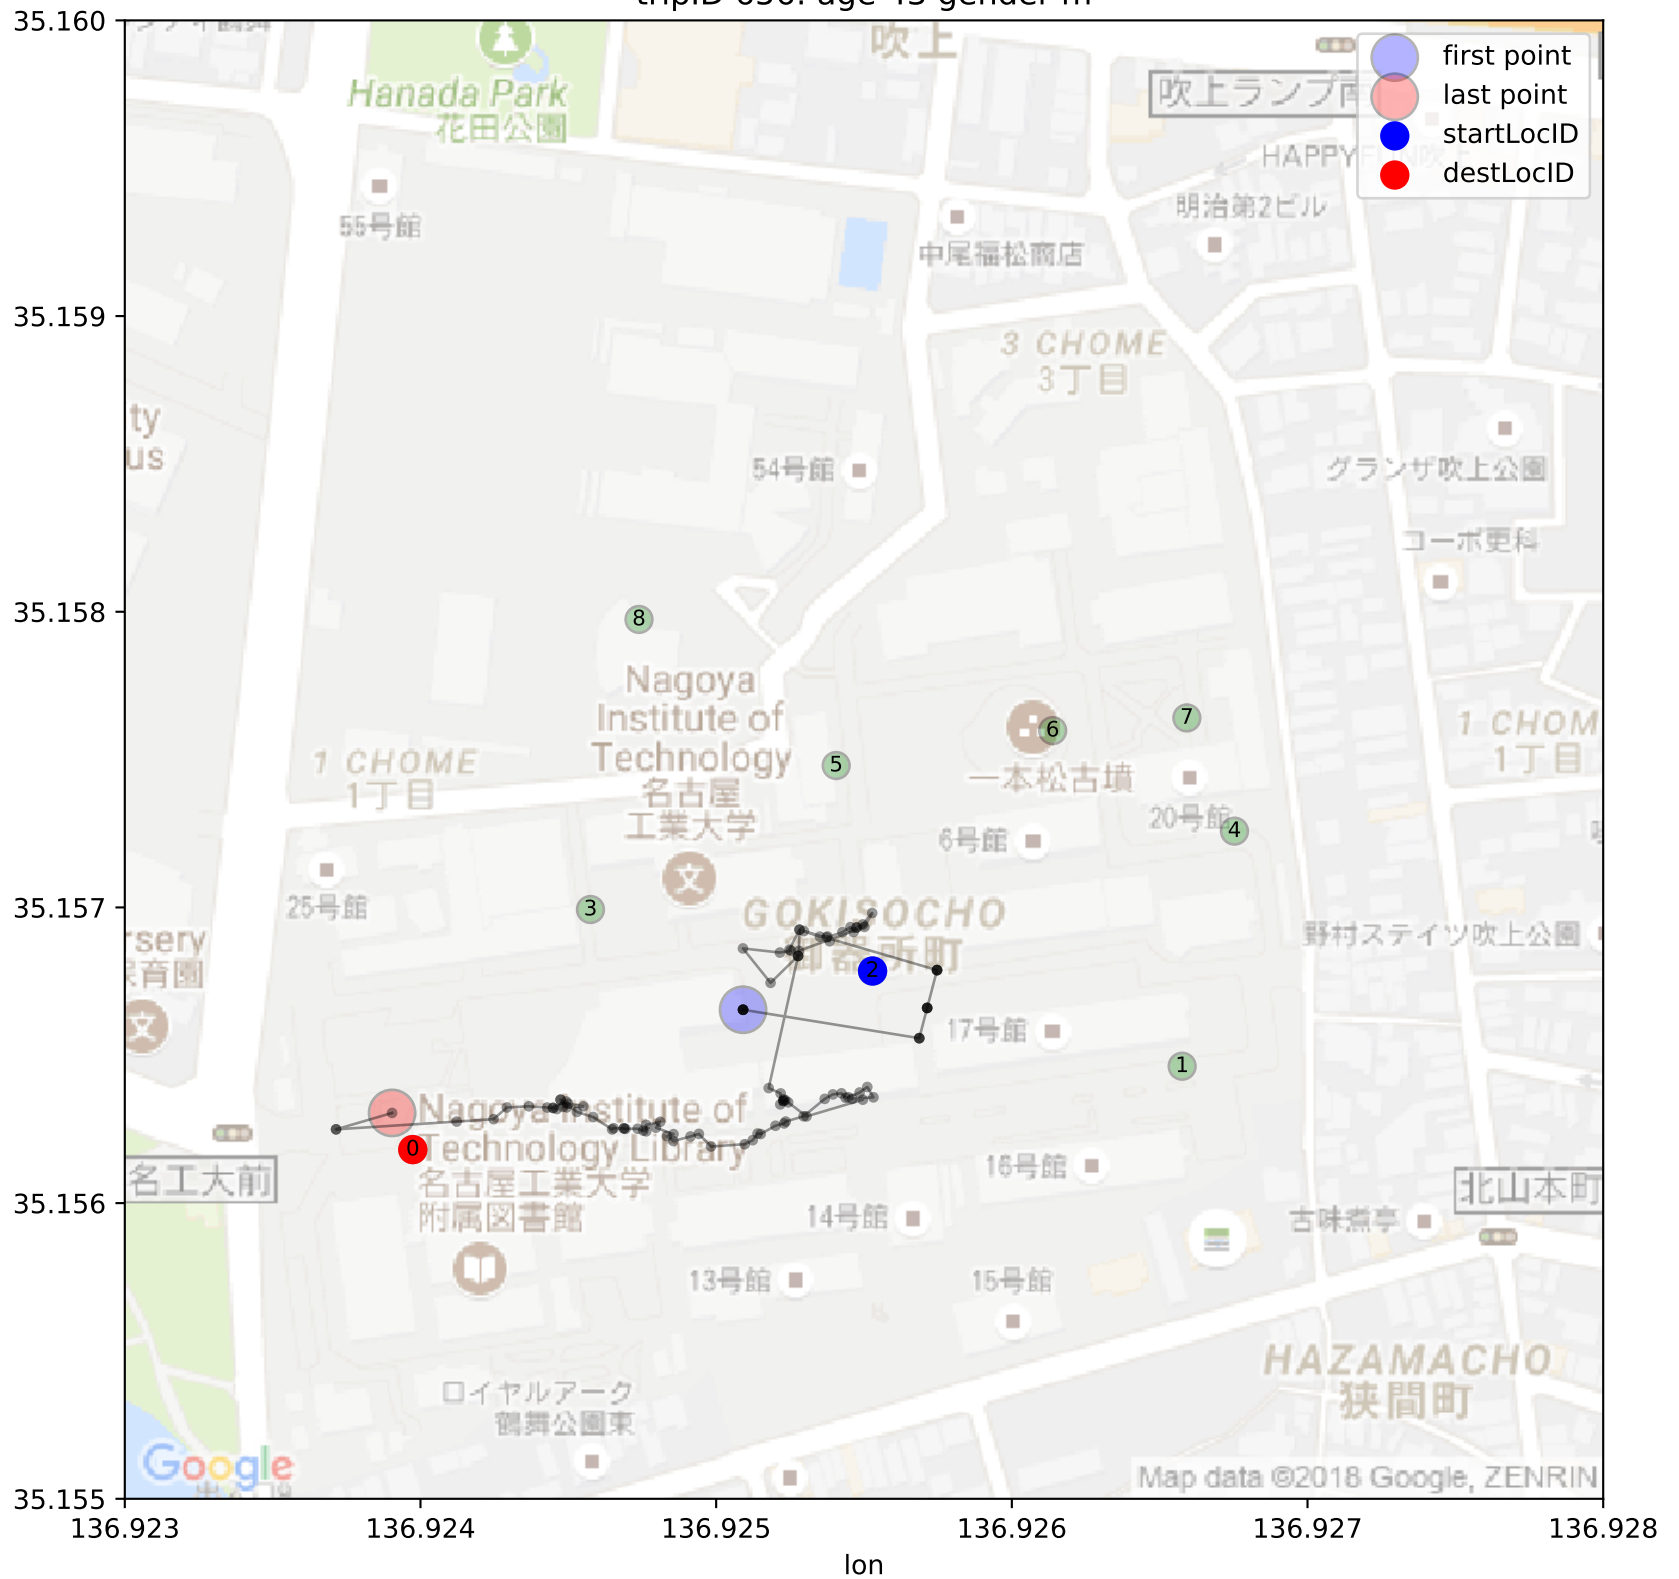 35.160
吹上
Hanada Park
花田公園
first point
last point
startLocID
destLocID
吹上ランプ南
55号館
明治第2ビル
中尾福松商店
35.159
3 CHOME
3丁目
ty
us
54号館
グランザ吹上公園
コーポ更科
35.158
8
Nagoya
Institute of
Technology
名古屋
工業大学
7
6
1 CHOME
1丁目
5
一本松古墳
1 CHOM
1丁目
20号館
4
6号館
25号館
3
35.157
GOKISOCHO
御器所町
rsery
保育園
野村ステイツ吹上公園
2
17号館
1
Nagoya Institute of
Technology Library
名古屋工業大学
附属図書館
0
名工大前
16号館
北山本町
35.156
14号館
古味煮亭
13号館
15号館
HAZAMACHO
狭間町
ロイヤルアーク
鶴舞公園東
Google
Map data ©2018 Google, ZENRIN
35.155
136.923
136.924
136.925
136.926
136.927
136.928
lon